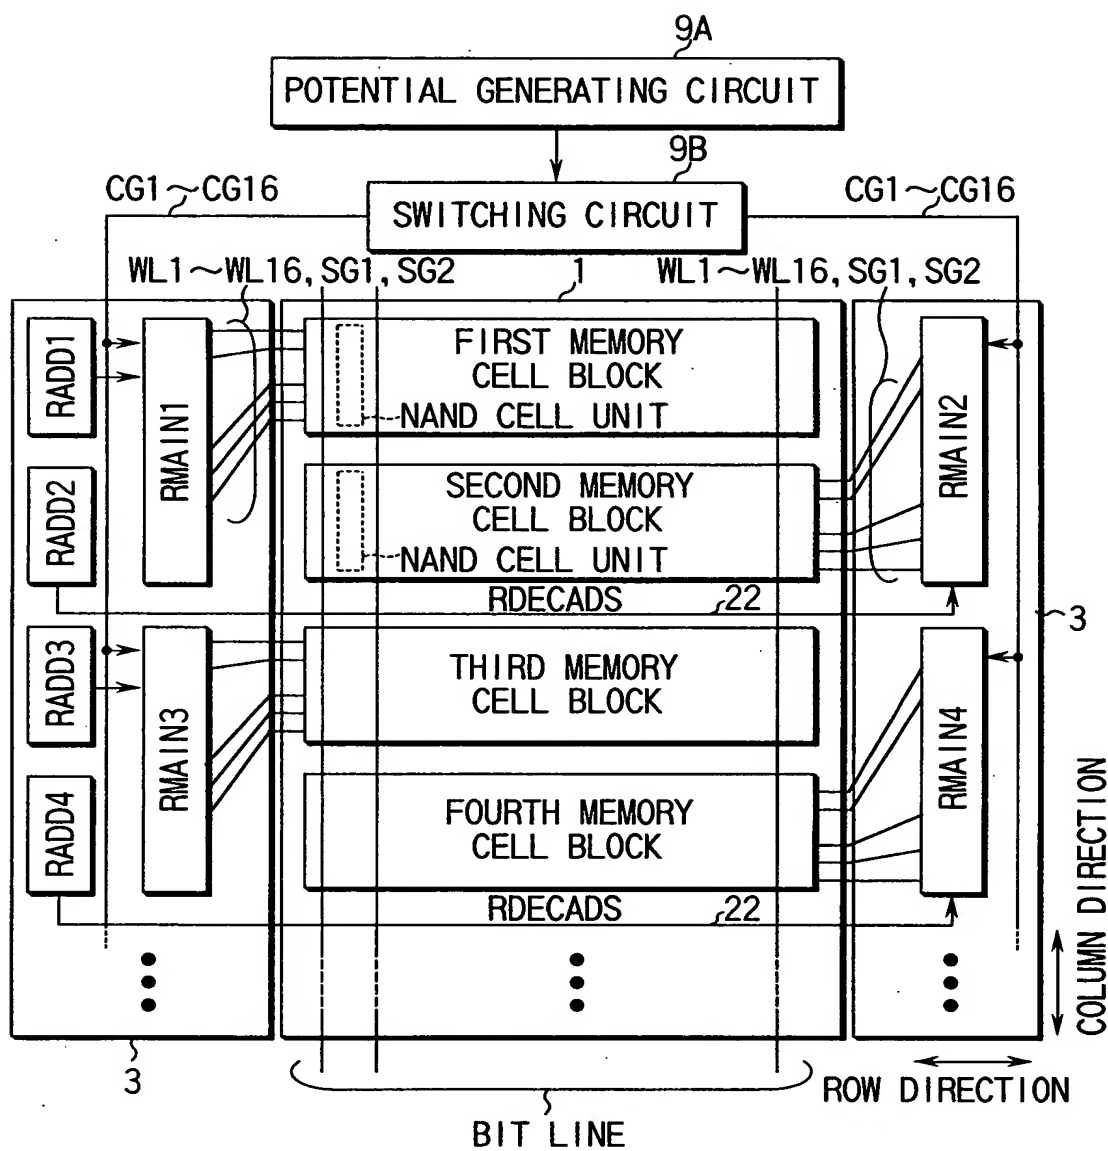 9A
POTENTIAL GENERATING CIRCUIT
9B
CG1~CG16
SWITCHING CIRCUIT
CG1~CG16
WL1~WL16, SG1, SG2
1
WL1~WL16, SG1, SG2
RADD1
RMAIN1
FIRST MEMORY
CELL BLOCK
NAND CELL UNIT
RMAIN2
RADD2
SECOND MEMORY
CELL BLOCK
NAND CELL UNIT
RDECADS
22
3
RADD3
RMAIN3
THIRD MEMORY
CELL BLOCK
RMAIN4
RADD4
FOURTH MEMORY
CELL BLOCK
RDECADS
22
COLUMN DIRECTION
3
ROW DIRECTION
BIT LINE